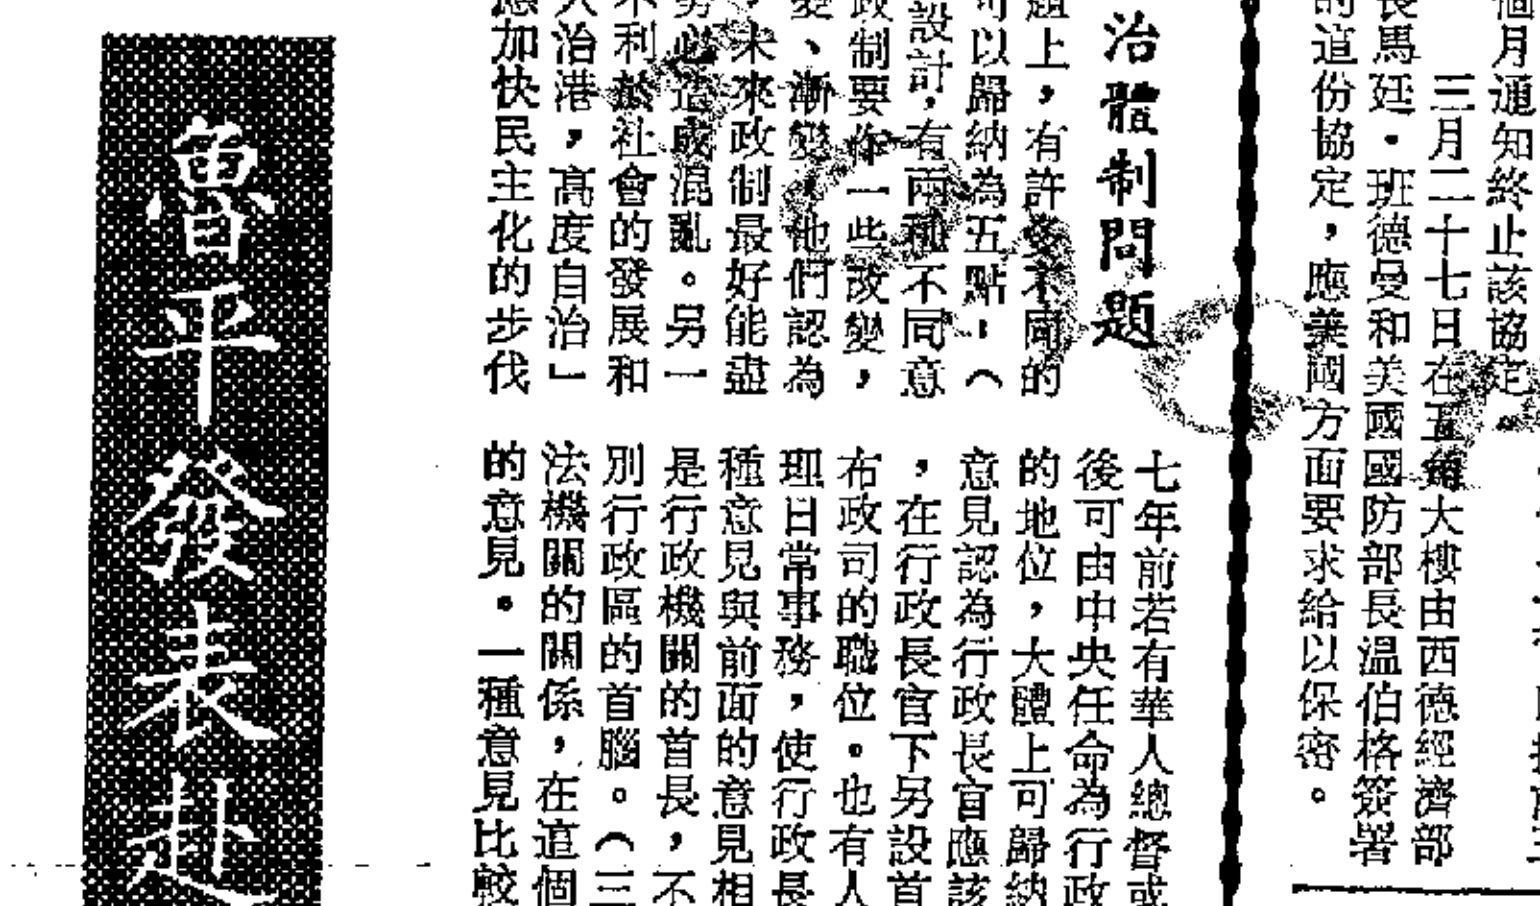 個月通知終止該協定。
三月二十七日在五角大樓由西德經濟部
長馬廷·班德曼和美國國防部長温伯格簽署
的這份協定，應美國方面要求給以保密。
治體制問題
題上，有許多不同的
可以歸納為五點：（
設計，有兩種不同意
政制要作一些改變，
變、漸變，他們認為
，未來政制最好能盡
勢必造成混亂。另一
不利於社會的發展和
人治港，高度自治」
應加快民主化的步伐
七年前若有華人總督或
後可由中央任命為行政
的地位，大體上可歸納
意見認為行政長官應該
，在行政長官下另設首
布政司的職位。也有人
理日常事務，使行政長
種意見與前面的意見相
是行政機關的首長，不
別行政區的首腦。（三
法機關的關係，在這個
的意見。一種意見比較
魯平發表赴